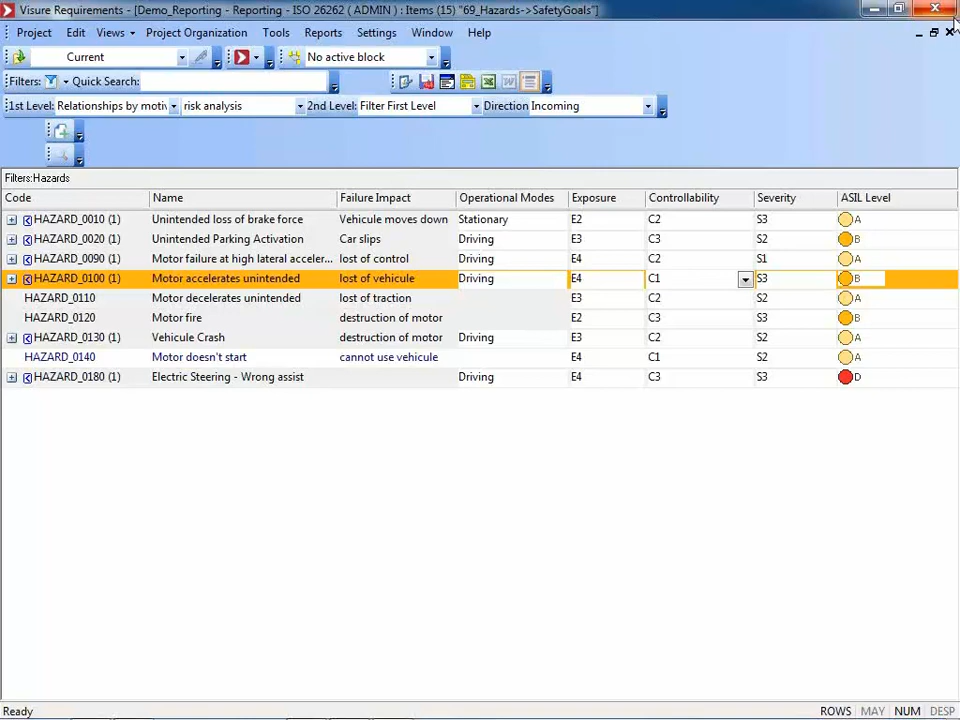 Visure Requirements - [Demo_Reporting - Reporting - ISO 26262 ( ADMIN ) : Items (15) "69_Hazards->SafetyGoals"]
Project Edit Views Project Organization Tools Reports Settings Window Help
Current No active block
Filters: Quick Search:
1st Level: Relationships by motiv risk analysis 2nd Level: Filter First Level Direction Incoming
Filters:Hazards
Code Name Failure Impact Operational Modes Exposure Controllability Severity ASIL Level
HAZARD_0010 (1) Unintended loss of brake force Vehicule moves down Stationary E2 C2 S3 A
HAZARD_0020 (1) Unintended Parking Activation Car slips Driving E3 C3 S2 B
HAZARD_0090 (1) Motor failure at high lateral acceler... lost of control Driving E4 C2 S1 A
HAZARD_0100 (1) Motor accelerates unintended lost of vehicule Driving E4 C1 S3 B
HAZARD_0110 Motor decelerates unintended lost of traction E3 C2 S2 A
HAZARD_0120 Motor fire destruction of motor E2 C3 S3 B
HAZARD_0130 (1) Vehicule Crash destruction of motor Driving E3 C2 S2 A
HAZARD_0140 Motor doesn't start cannot use vehicule E4 C1 S2 A
HAZARD_0180 (1) Electric Steering - Wrong assist Driving E4 C3 S3 D
Ready ROWS MAY NUM DESP